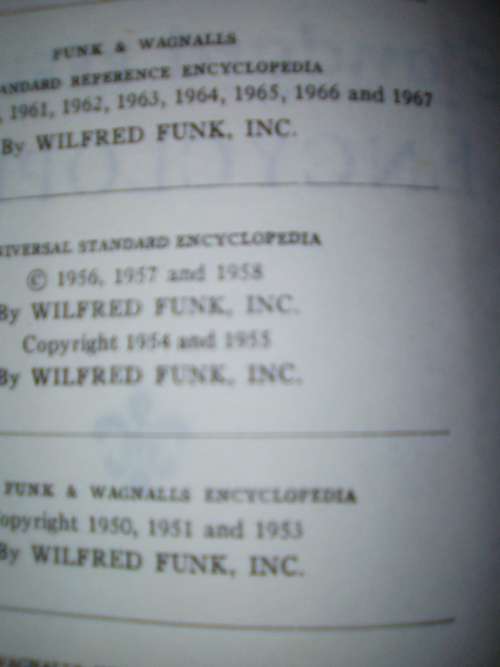 FUNK & WAGNALLS
STANDARD REFERENCE ENCYCLOPEDIA
, 1961, 1962, 1963, 1964, 1965, 1966 and 1967
By WILFRED FUNK, INC.
NIVERSAL STANDARD ENCYCLOPEDIA
© 1956, 1957 and 1958
By WILFRED FUNK, INC.
Copyright 1954 and 1955
By WILFRED FUNK, INC.
FUNK & WAGNALLS ENCYCLOPEDIA
opyright 1950, 1951 and 1953
By WILFRED FUNK, INC.